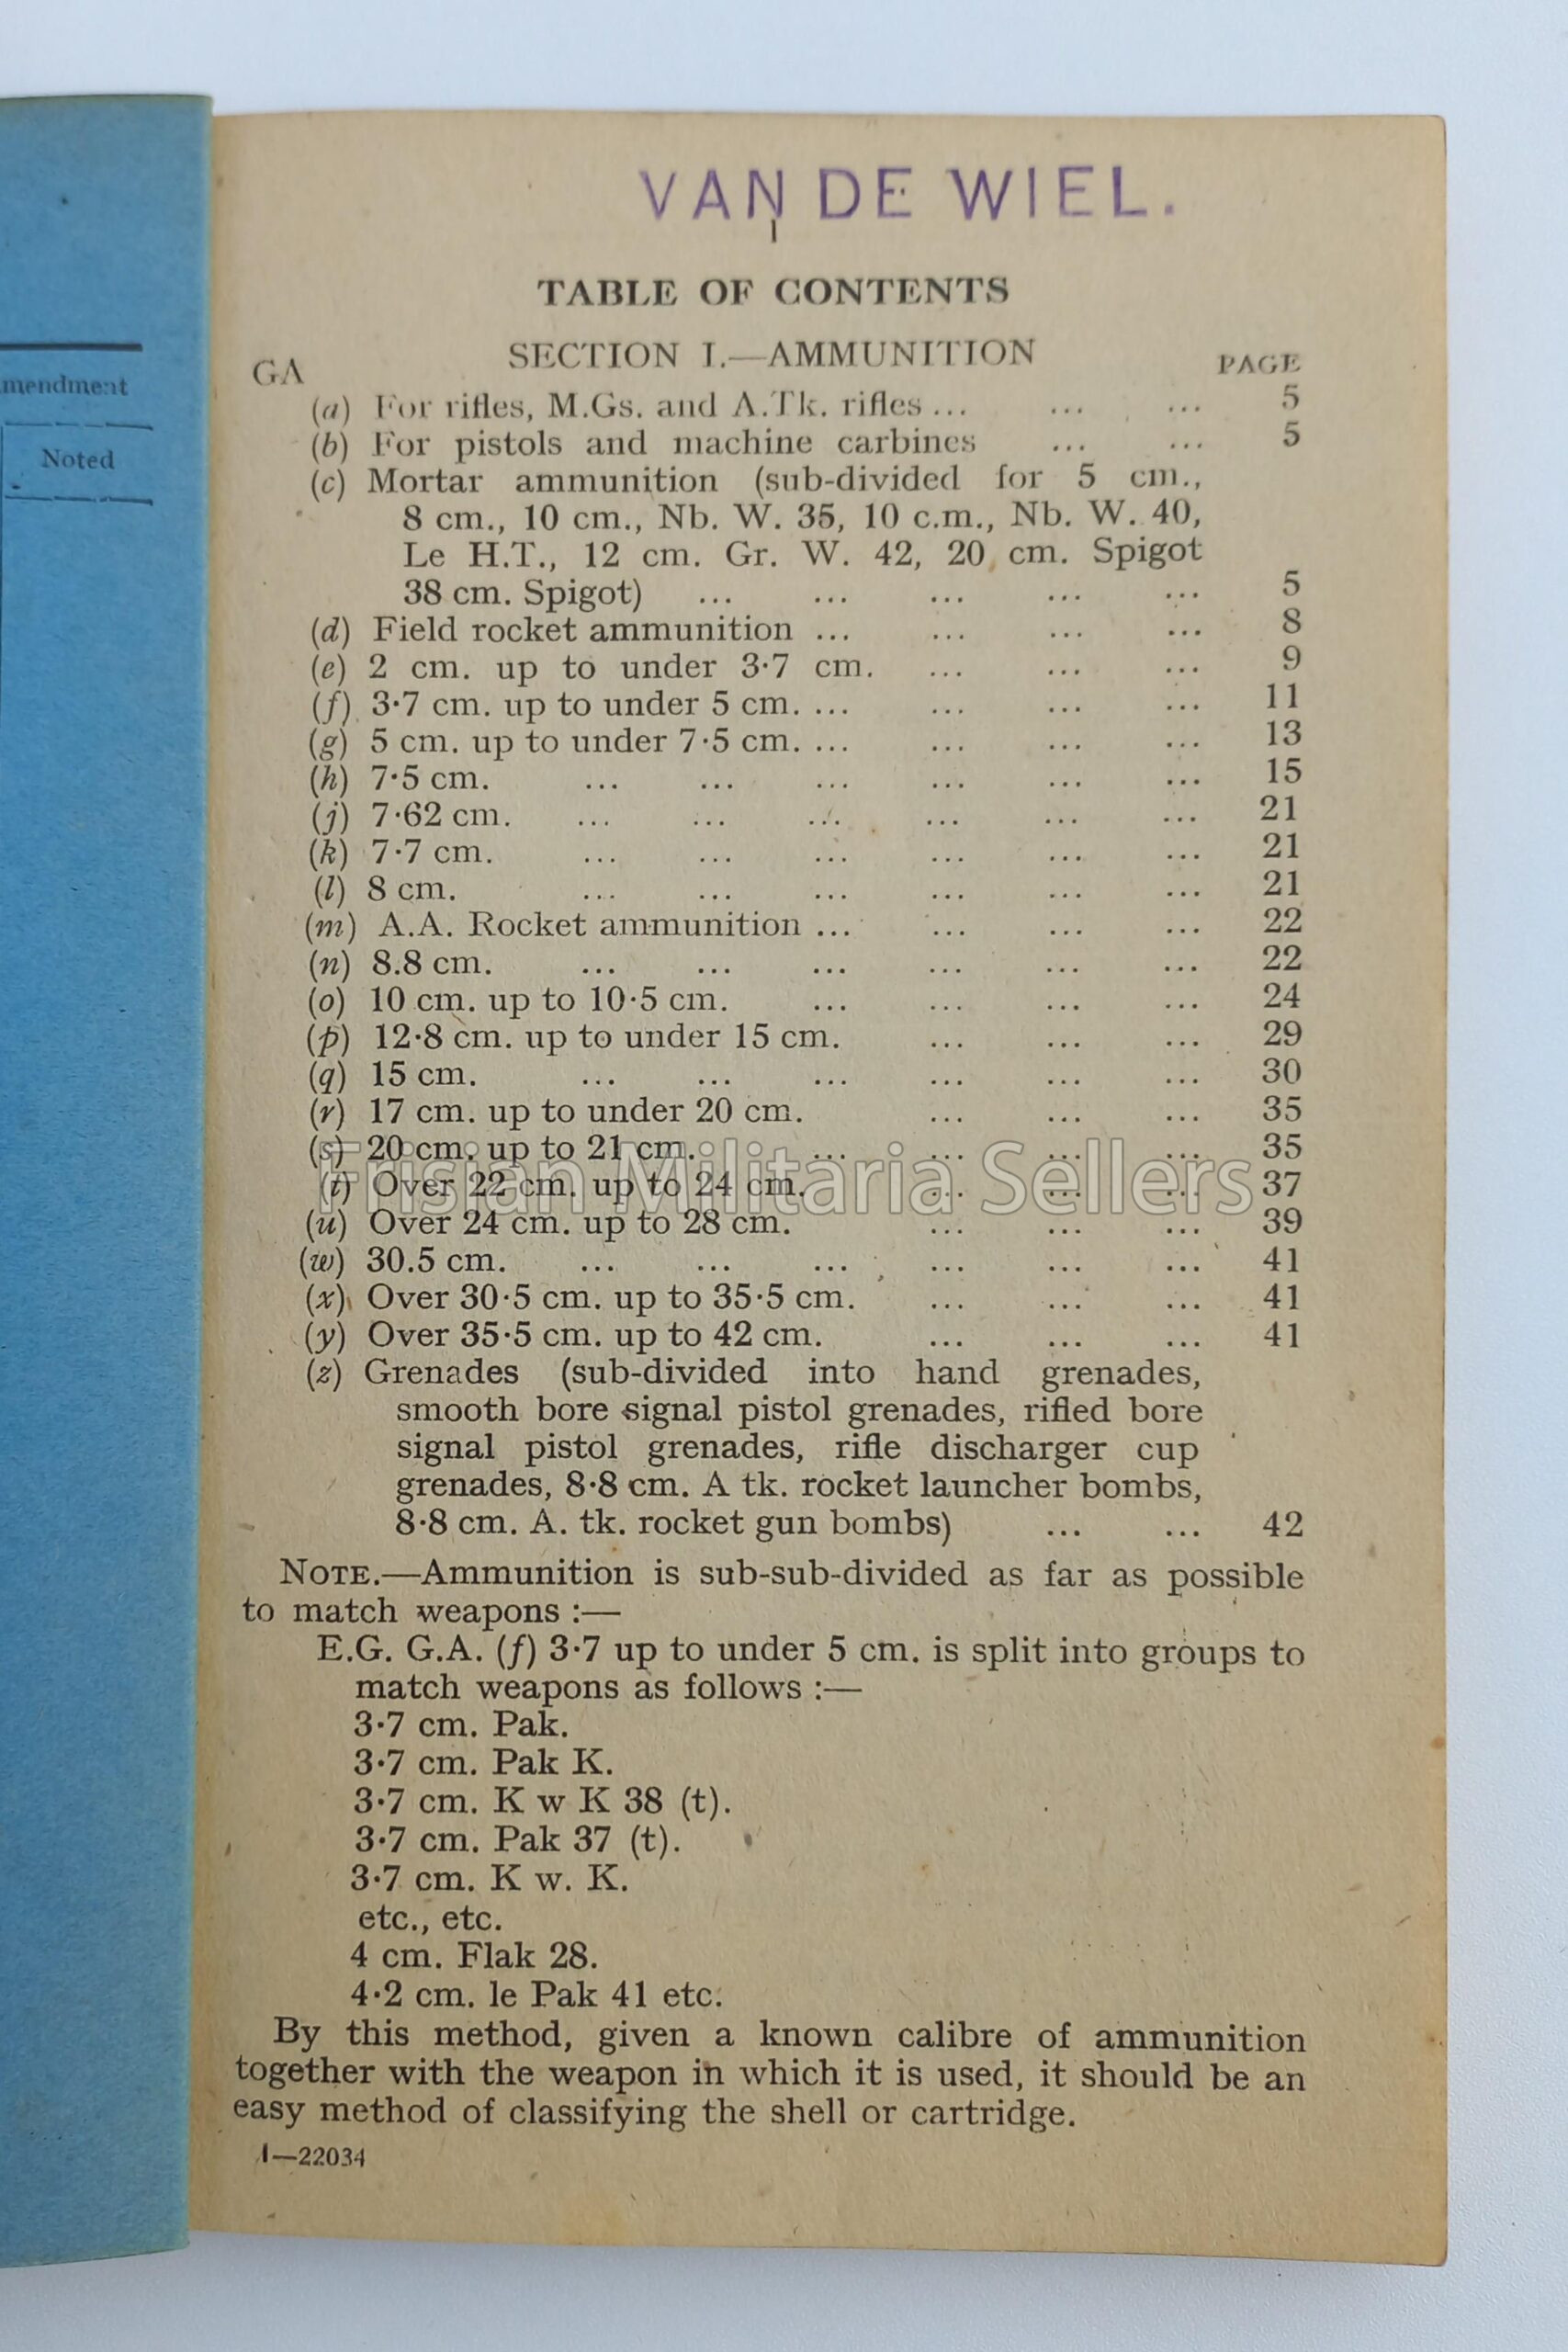 mendment
Noted
VAN DE WIEL.
1
TABLE OF CONTENTS
SECTION I.—AMMUNITION
GA PAGE
(a) For rifles, M.Gs. and A.Tk. rifles ... ... ... 5
(b) For pistols and machine carbines ... ... 5
(c) Mortar ammunition (sub-divided for 5 cm.,
8 cm., 10 cm., Nb. W. 35, 10 c.m., Nb. W. 40,
Le H.T., 12 cm. Gr. W. 42, 20 cm. Spigot
38 cm. Spigot) ... ... ... ... ... 5
(d) Field rocket ammunition ... ... ... ... 8
(e) 2 cm. up to under 3·7 cm. ... ... ... 9
(f) 3·7 cm. up to under 5 cm. ... ... ... ... 11
(g) 5 cm. up to under 7·5 cm. ... ... ... ... 13
(h) 7·5 cm. ... ... ... ... ... ... 15
(j) 7·62 cm. ... ... ... ... ... ... 21
(k) 7·7 cm. ... ... ... ... ... ... 21
(l) 8 cm. ... ... ... ... ... ... 21
(m) A.A. Rocket ammunition ... ... ... ... 22
(n) 8.8 cm. ... ... ... ... ... ... 22
(o) 10 cm. up to 10·5 cm. ... ... ... ... 24
(p) 12·8 cm. up to under 15 cm. ... ... ... 29
(q) 15 cm. ... ... ... ... ... ... 30
(r) 17 cm. up to under 20 cm. ... ... ... 35
(s) 20 cm. up to 21 cm. ... ... ... ... 35
Frisian Militaria Sellers
(t) Over 22 cm. up to 24 cm. ... ... ... 37
(u) Over 24 cm. up to 28 cm. ... ... ... 39
(w) 30.5 cm. ... ... ... ... ... ... 41
(x) Over 30·5 cm. up to 35·5 cm. ... ... ... 41
(y) Over 35·5 cm. up to 42 cm. ... ... ... 41
(z) Grenades (sub-divided into hand grenades,
smooth bore signal pistol grenades, rifled bore
signal pistol grenades, rifle discharger cup
grenades, 8·8 cm. A tk. rocket launcher bombs,
8·8 cm. A. tk. rocket gun bombs) ... ... 42
NOTE.—Ammunition is sub-sub-divided as far as possible
to match weapons :—
E.G. G.A. (f) 3·7 up to under 5 cm. is split into groups to
match weapons as follows :—
3·7 cm. Pak.
3·7 cm. Pak K.
3·7 cm. K w K 38 (t).
3·7 cm. Pak 37 (t).
3·7 cm. K w. K.
etc., etc.
4 cm. Flak 28.
4·2 cm. le Pak 41 etc.
By this method, given a known calibre of ammunition
together with the weapon in which it is used, it should be an
easy method of classifying the shell or cartridge.
1—22034